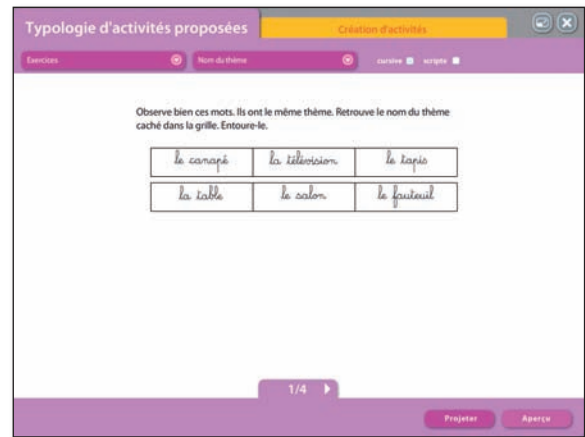 Typologie d'activités proposées
Création d'activités
Exercices
Nom du thème
cursive
scripte
Observe bien ces mots. Ils ont le même thème. Retrouve le nom du thème
caché dans la grille. Entoure-le.
le canapé la télévision le tapis
la table le salon le fauteuil
1/4
Projeter
Aperçu